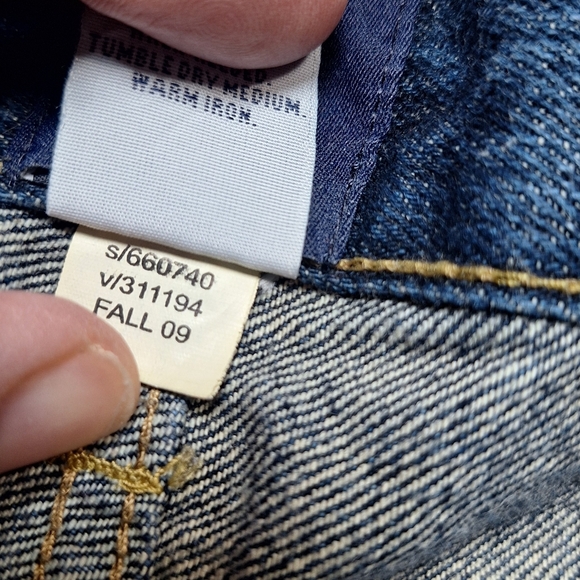 TUMBLE DRY MEDIUM.
WARM IRON.
s/660740
v/311194
FALL 09